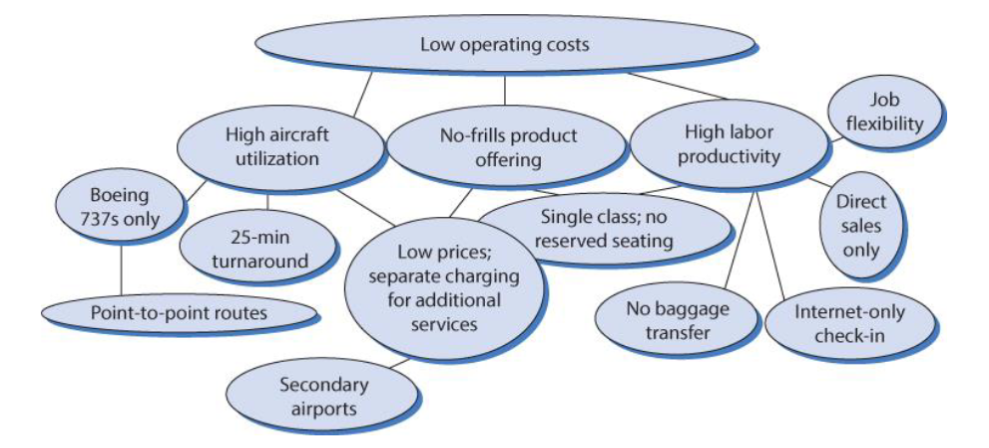 Low operating costs
High aircraft
utilization
No-frills product
offering
High labor
productivity
Job
flexibility
Boeing
737s only
25-min
turnaround
Low prices;
separate charging
for additional
services
Single class; no
reserved seating
Direct
sales
only
Point-to-point routes
No baggage
transfer
Internet-only
check-in
Secondary
airports